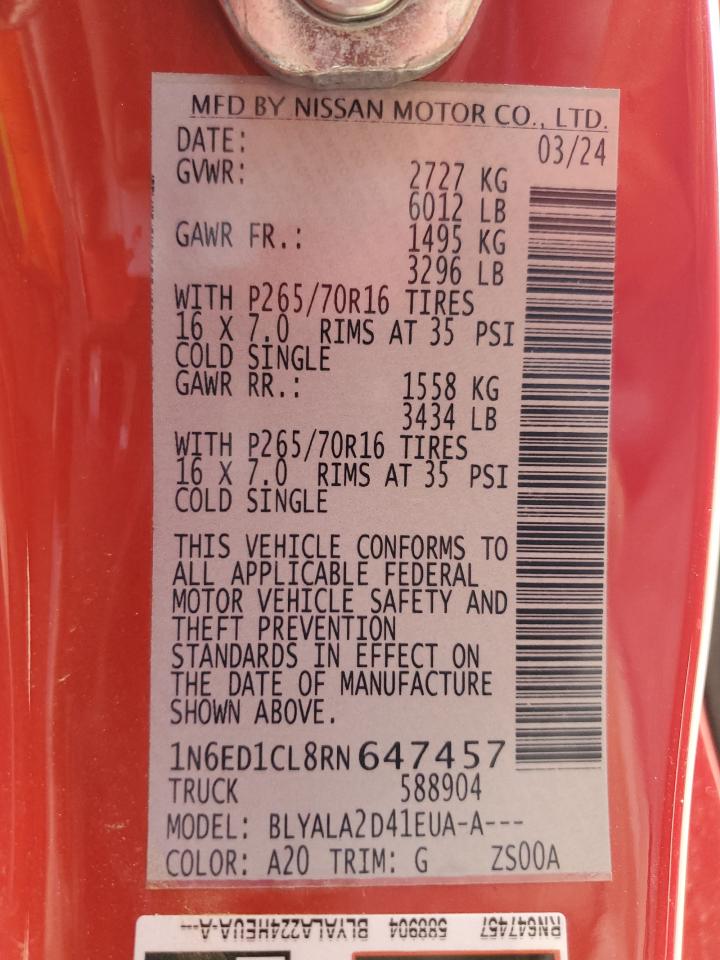 MFD BY NISSAN MOTOR CO., LTD.
DATE: 03/24
GVWR: 2727 KG
6012 LB
GAWR FR.: 1495 KG
3296 LB
WITH P265/70R16 TIRES
16 X 7.0 RIMS AT 35 PSI
COLD SINGLE
GAWR RR.: 1558 KG
3434 LB
WITH P265/70R16 TIRES
16 X 7.0 RIMS AT 35 PSI
COLD SINGLE
THIS VEHICLE CONFORMS TO
ALL APPLICABLE FEDERAL
MOTOR VEHICLE SAFETY AND
THEFT PREVENTION
STANDARDS IN EFFECT ON
THE DATE OF MANUFACTURE
SHOWN ABOVE.
1N6ED1CL8RN647457
TRUCK 588904
MODEL: BLYALA2D41EUA-A---
COLOR: A20 TRIM: G ZS00A
RN647457 588904 BLYALA224HEUA-A---